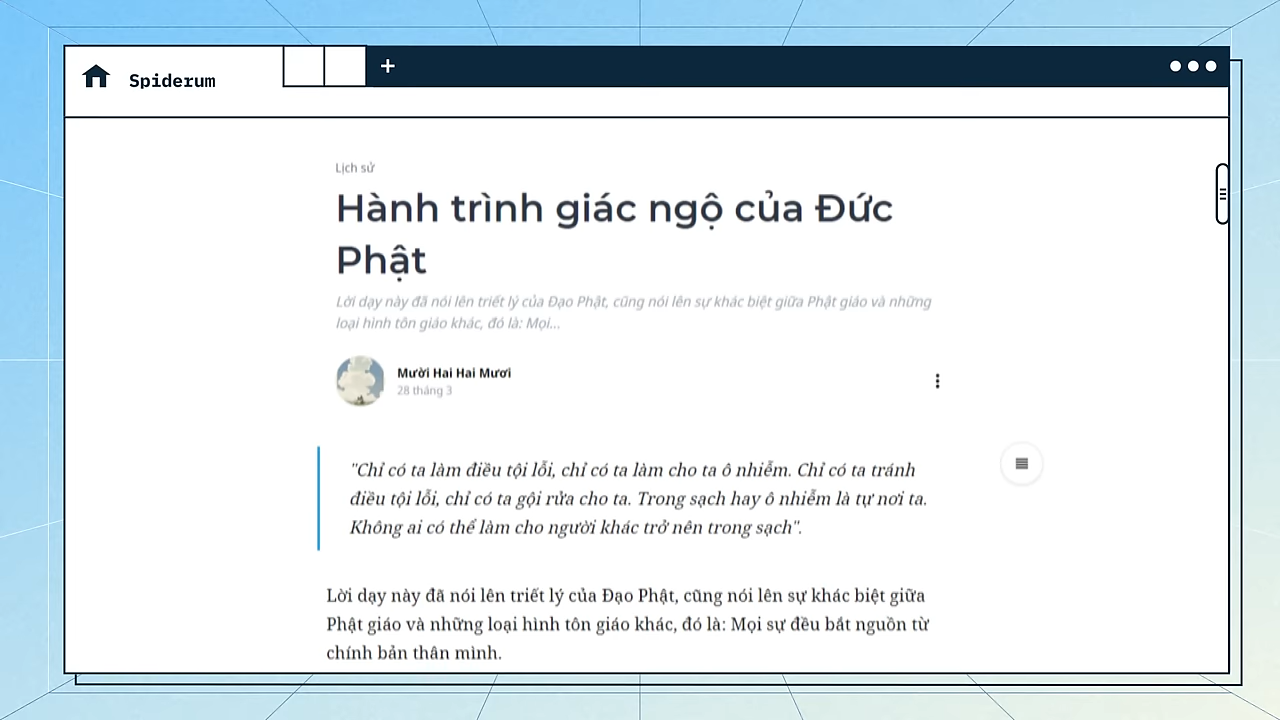 Spiderum
Lịch sử
Hành trình giác ngộ của Đức
Phật
Lời dạy này đã nói lên triết lý của Đạo Phật, cũng nói lên sự khác biệt giữa Phật giáo và những
loại hình tôn giáo khác, đó là: Mọi...
Mười Hai Hai Mươi
28 tháng 3
"Chỉ có ta làm điều tội lỗi, chỉ có ta làm cho ta ô nhiễm. Chỉ có ta tránh
điều tội lỗi, chỉ có ta gội rửa cho ta. Trong sạch hay ô nhiễm là tự nơi ta.
Không ai có thể làm cho người khác trở nên trong sạch".
Lời dạy này đã nói lên triết lý của Đạo Phật, cũng nói lên sự khác biệt giữa
Phật giáo và những loại hình tôn giáo khác, đó là: Mọi sự đều bắt nguồn từ
chính bản thân mình.